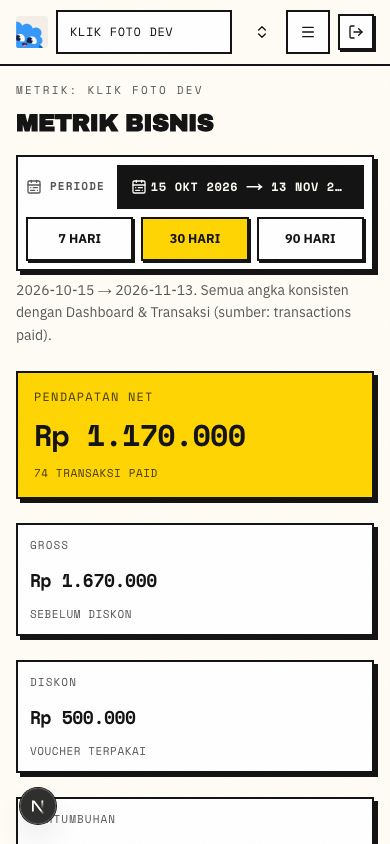 KLIK FOTO DEV
METRIK: KLIK FOTO DEV
METRIK BISNIS
PERIODE
15 OKT 2026 → 13 NOV 2…
7 HARI
30 HARI
90 HARI
2026-10-15 → 2026-11-13. Semua angka konsisten
dengan Dashboard & Transaksi (sumber: transactions
paid).
PENDAPATAN NET
Rp 1.170.000
74 TRANSAKSI PAID
GROSS
Rp 1.670.000
SEBELUM DISKON
DISKON
Rp 500.000
VOUCHER TERPAKAI
N